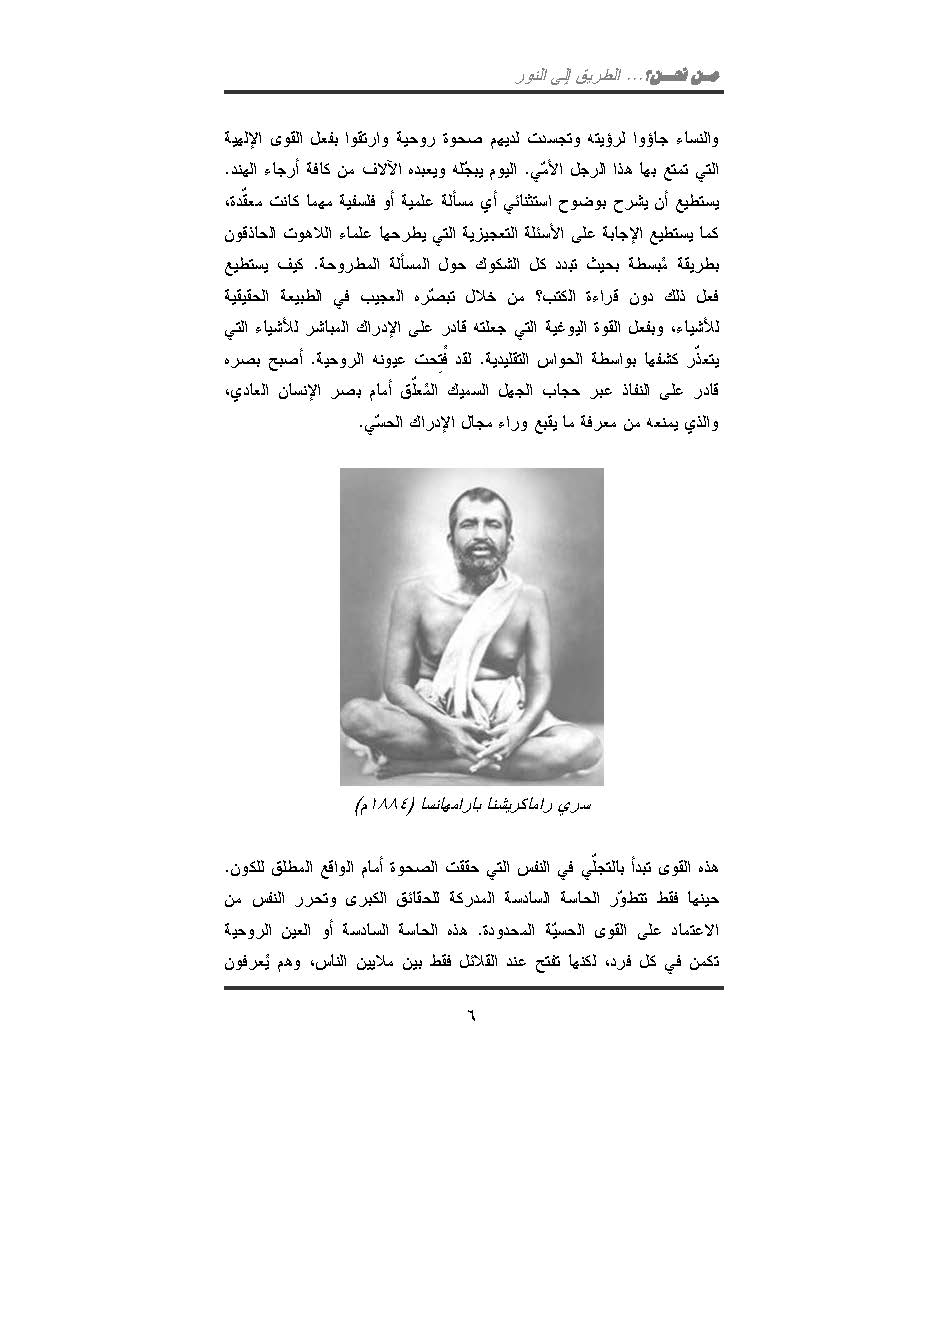 من نحن؟... الطريق إلى النور
والنساء جاؤوا لرؤيته وتجسدت لديهم صحوة روحية وارتقوا بفعل القوى الإلهية
التي تمتع بها هذا الرجل الأمّي. اليوم يبجّله ويعبده الآلاف من كافة أرجاء الهند.
يستطيع أن يشرح بوضوح استثنائي أي مسألة علمية أو فلسفية مهما كانت معقّدة،
كما يستطيع الإجابة على الأسئلة التعجيزية التي يطرحها علماء اللاهوت الحاذقون
بطريقة مُبسطة بحيث تبدد كل الشكوك حول المسألة المطروحة. كيف يستطيع
فعل ذلك دون قراءة الكتب؟ من خلال تبصّره العجيب في الطبيعة الحقيقية
للأشياء، وبفعل القوة اليوغية التي جعلته قادر على الإدراك المباشر للأشياء التي
يتعذّر كشفها بواسطة الحواس التقليدية. لقد فُتِحت عيونه الروحية. أصبح بصره
قادر على النفاذ عبر حجاب الجهل السميك المُعلّق أمام بصر الإنسان العادي،
والذي يمنعه من معرفة ما يقبع وراء مجال الإدراك الحسّي.
سري راماكريشنا بارامهانسا (١٨٨٤م)
هذه القوى تبدأ بالتجلّي في النفس التي حققت الصحوة أمام الواقع المطلق للكون.
حينها فقط تتطوّر الحاسة السادسة المدركة للحقائق الكبرى وتحرر النفس من
الاعتماد على القوى الحسيّة المحدودة. هذه الحاسة السادسة أو العين الروحية
تكمن في كل فرد، لكنها تفتح عند القلائل فقط بين ملايين الناس، وهم يُعرفون
٦